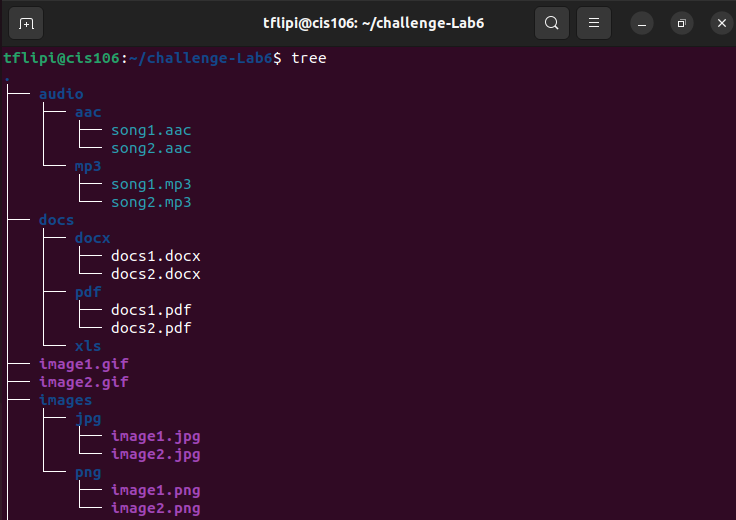 tflipi@cis106: ~/challenge-Lab6
tflipi@cis106:~/challenge-Lab6$ tree
.
├── audio
│   ├── aac
│   │   ├── song1.aac
│   │   └── song2.aac
│   └── mp3
│       ├── song1.mp3
│       └── song2.mp3
├── docs
│   ├── docx
│   │   ├── docs1.docx
│   │   └── docs2.docx
│   ├── pdf
│   │   ├── docs1.pdf
│   │   └── docs2.pdf
│   └── xls
├── image1.gif
├── image2.gif
├── images
│   ├── jpg
│   │   ├── image1.jpg
│   │   └── image2.jpg
│   └── png
│       ├── image1.png
│       └── image2.png